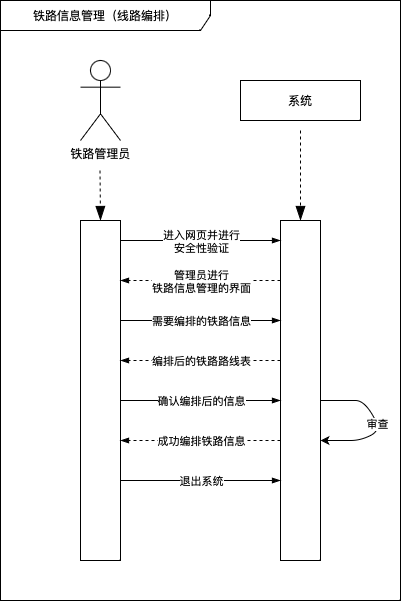 铁路信息管理（线路编排）
系统
铁路管理员
进入网页并进行
安全性验证
管理员进行
铁路信息管理的界面
需要编排的铁路信息
编排后的铁路路线表
确认编排后的信息
审查
成功编排铁路信息
退出系统